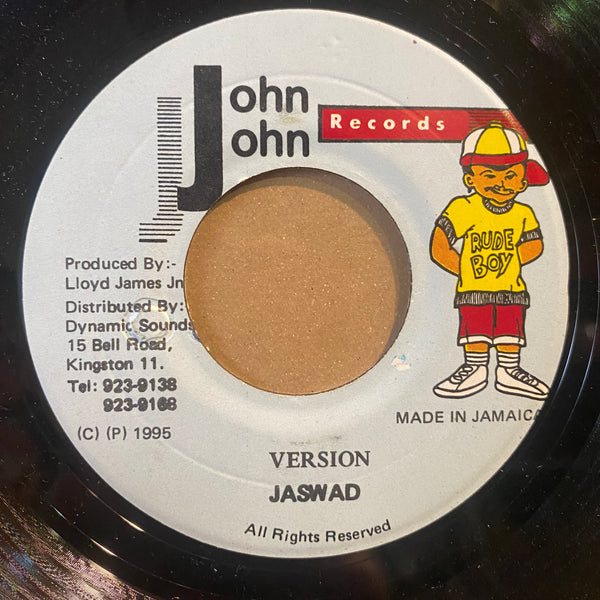 John
John
Records
RUDE
BOY
Produced By:-
Lloyd James Jn
Distributed By:
Dynamic Sounds
15 Bell Road,
Kingston 11.
Tel: 923-9138
923-9168
(C) (P) 1995
MADE IN JAMAICA
VERSION
JASWAD
All Rights Reserved